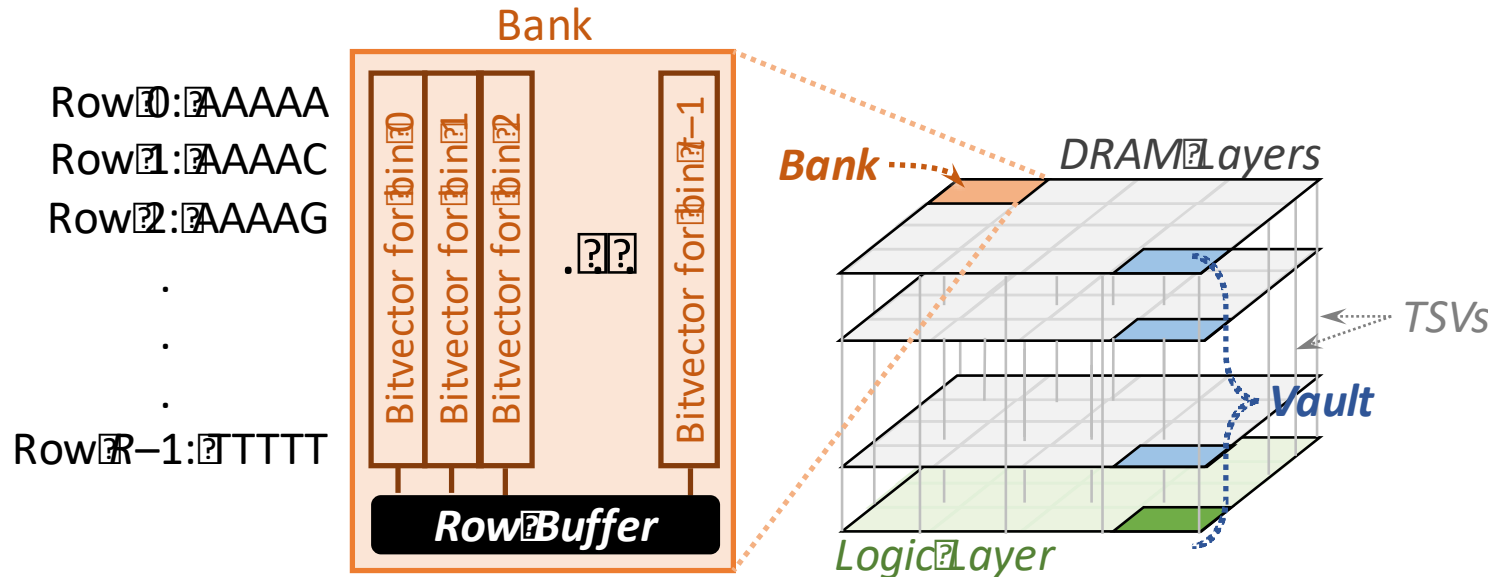 Bank
Row 0: AAAAA
Row 1: AAAAC
Row 2: AAAAG
.
.
.
Row R–1: TTTTT
Bitvector for bin 0
Bitvector for bin 1
Bitvector for bin 2
. . .
Bitvector for bin t–1
Row Buffer
Bank
DRAM Layers
TSVs
Vault
Logic Layer